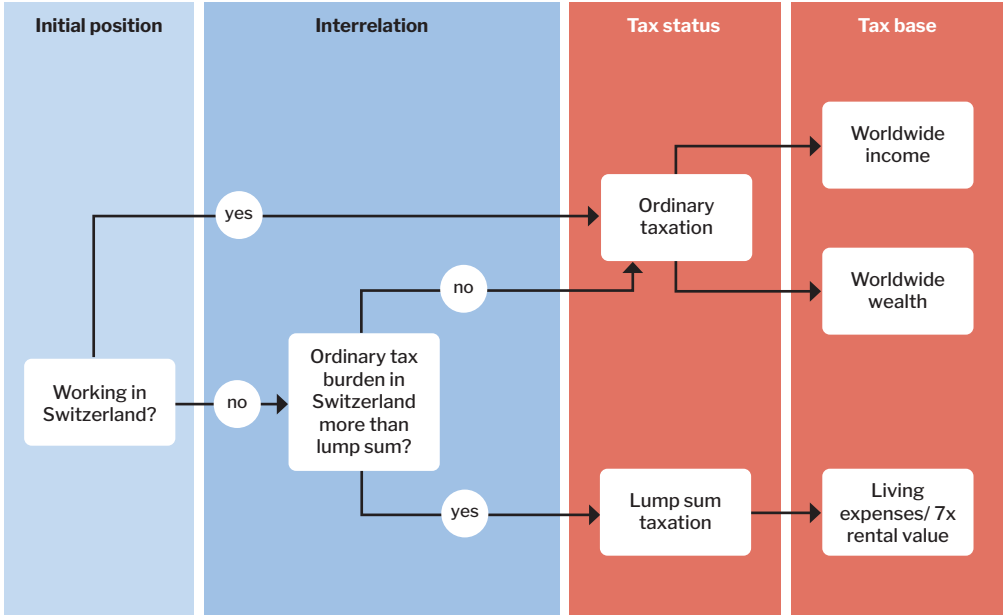 Initial position
Interrelation
Tax status
Tax base
Worldwide
income
Ordinary
taxation
yes
Worldwide
wealth
no
Ordinary tax
burden in
Switzerland
more than
lump sum?
Working in
Switzerland?
no
yes
Lump sum
taxation
Living
expenses/ 7x
rental value